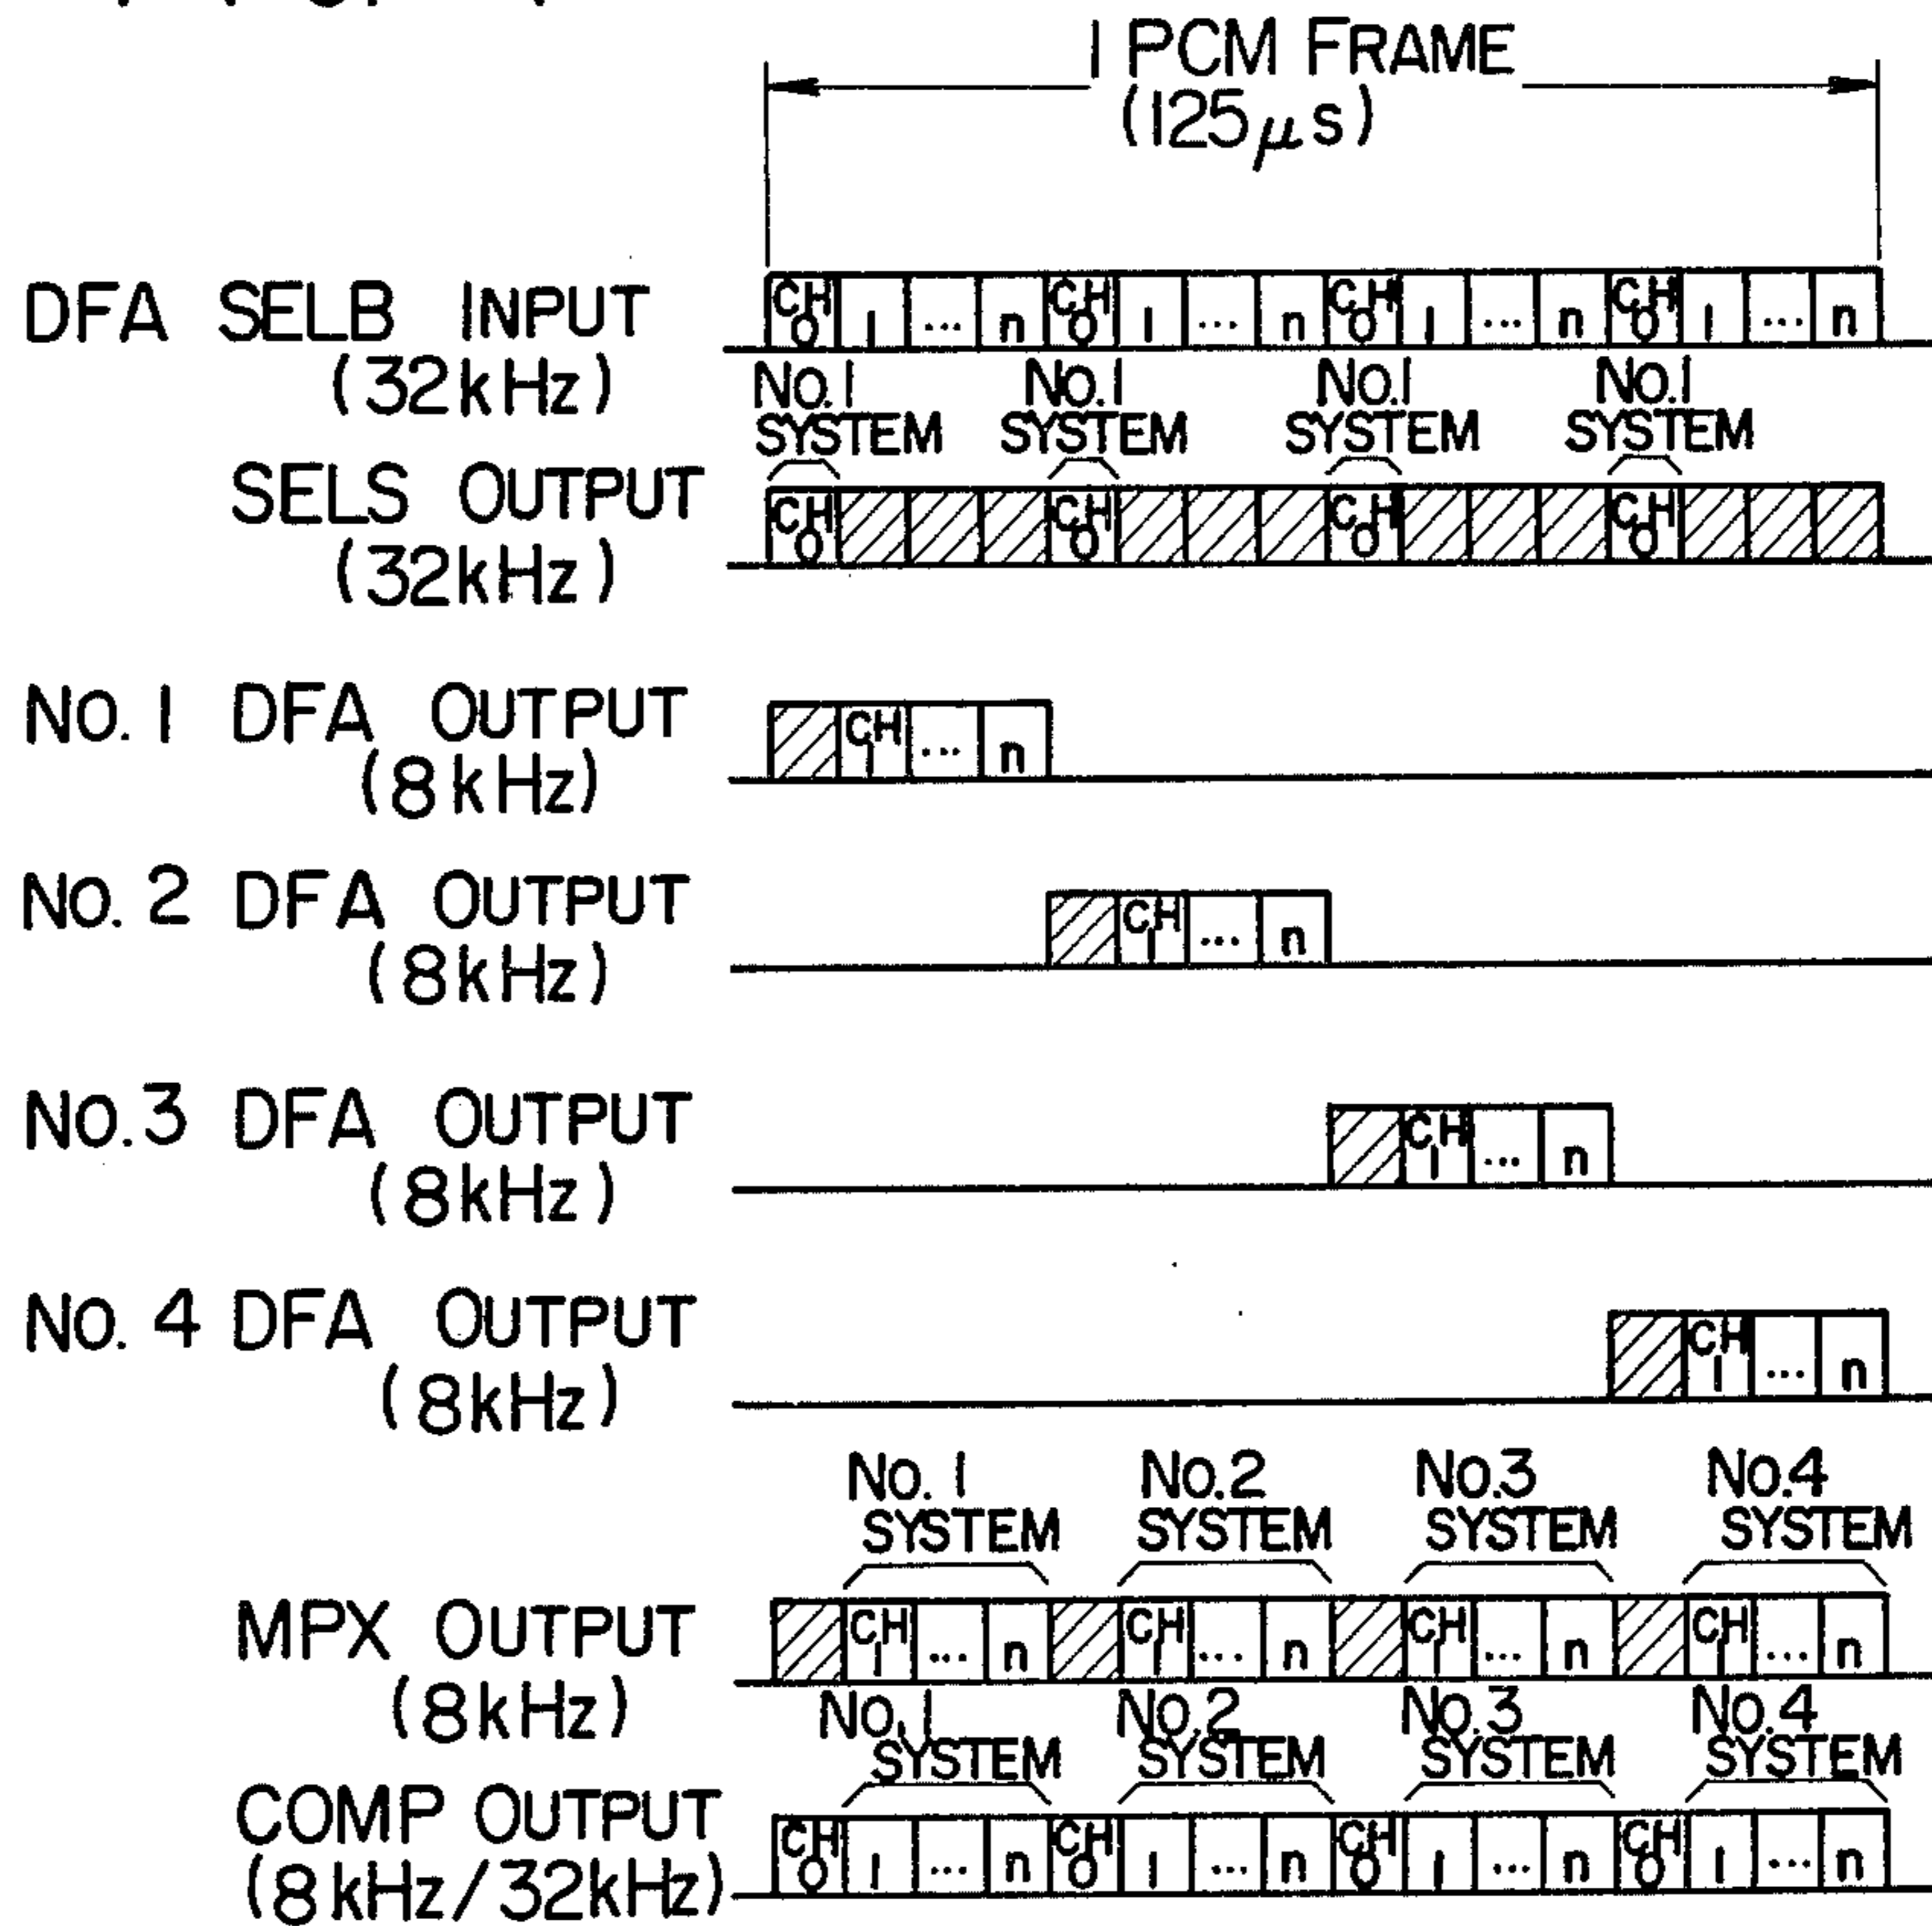 1 PCM FRAME
(125μs)
DFA SELB INPUT
(32kHz)
CH 0 1 ... n CH 0 1 ... n CH 0 1 ... n CH 0 1 ... n
No.1 SYSTEM No.1 SYSTEM No.1 SYSTEM No.1 SYSTEM
SELS OUTPUT
(32kHz)
CH 0 CH 0 CH 0 CH 0
No. 1 DFA OUTPUT
(8kHz)
CH 1 ... n
No. 2 DFA OUTPUT
(8kHz)
CH 1 ... n
No.3 DFA OUTPUT
(8kHz)
CH 1 ... n
No. 4 DFA OUTPUT
(8kHz)
CH 1 ... n
No. 1 SYSTEM No.2 SYSTEM No.3 SYSTEM No.4 SYSTEM
MPX OUTPUT
(8kHz)
CH 1 ... n CH 1 ... n CH 1 ... n CH 1 ... n
No.1 SYSTEM No.2 SYSTEM No.3 SYSTEM No.4 SYSTEM
COMP OUTPUT
(8kHz/32kHz)
CH 0 1 ... n CH 0 1 ... n CH 0 1 ... n CH 0 1 ... n